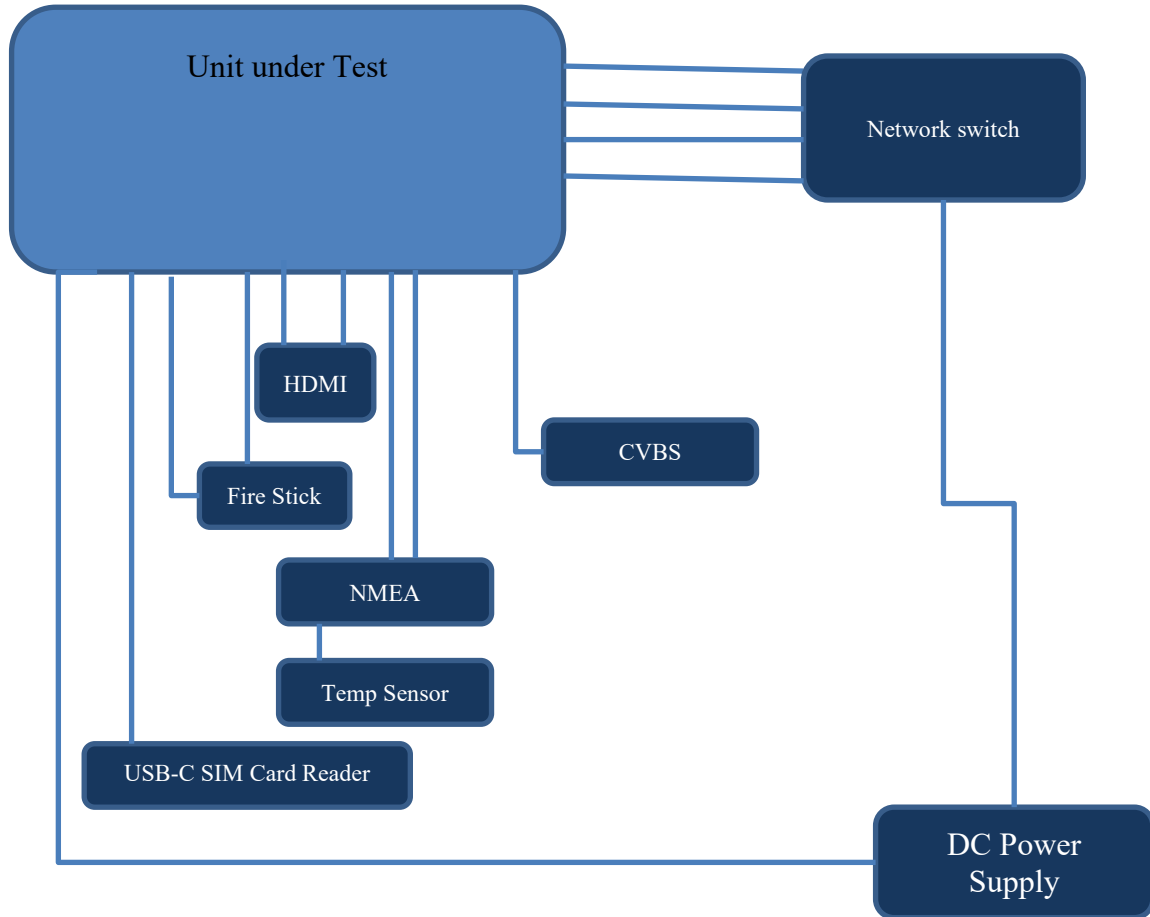 Unit under Test
Network switch
HDMI
CVBS
Fire Stick
NMEA
Temp Sensor
USB-C SIM Card Reader
DC Power
Supply